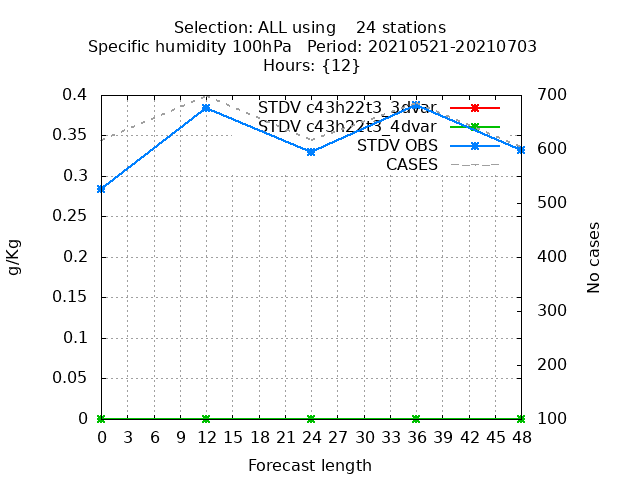 Selection: ALL using    24 stations
Specific humidity 100hPa   Period: 20210521-20210703
Hours: {12}
STDV c43h22t3_3dvar
STDV c43h22t3_4dvar
STDV OBS
CASES
0.4
0.35
0.3
0.25
0.2
0.15
0.1
0.05
0
700
600
500
400
300
200
100
g/Kg
No cases
0 3 6 9 12 15 18 21 24 27 30 33 36 39 42 45 48
Forecast length